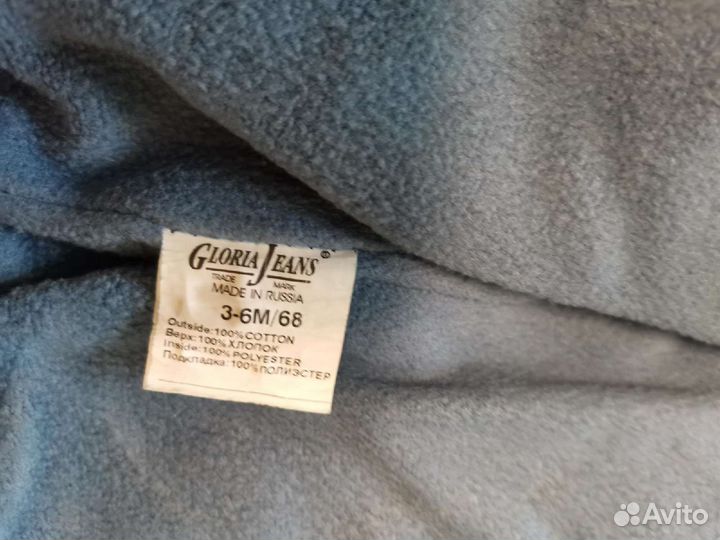 GLORIA JEANS®
TRADE MARK
MADE IN RUSSIA
3-6M/68
Outside:100%COTTON
Верх:100%ХЛОПОК
Inside:100%POLYESTER
Подкладка:100%ПОЛИЭСТЕР
Avito